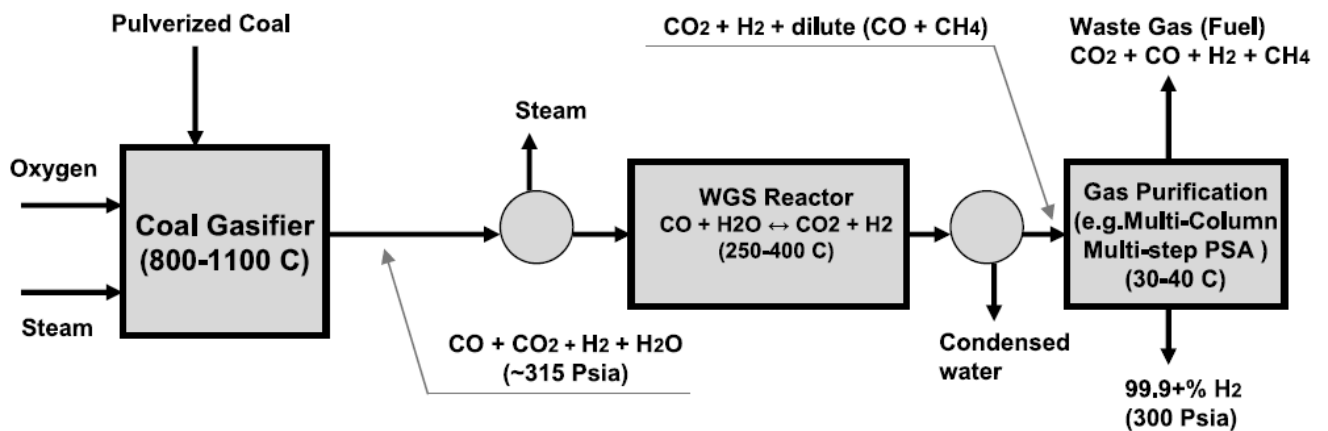 Pulverized Coal
Oxygen
Steam
Coal Gasifier
(800-1100 C)
CO + CO2 + H2 + H2O
(~315 Psia)
Steam
WGS Reactor
CO + H2O ↔ CO2 + H2
(250-400 C)
CO2 + H2 + dilute (CO + CH4)
Condensed
water
Waste Gas (Fuel)
CO2 + CO + H2 + CH4
Gas Purification
(e.g.Multi-Column
Multi-step PSA )
(30-40 C)
99.9+% H2
(300 Psia)